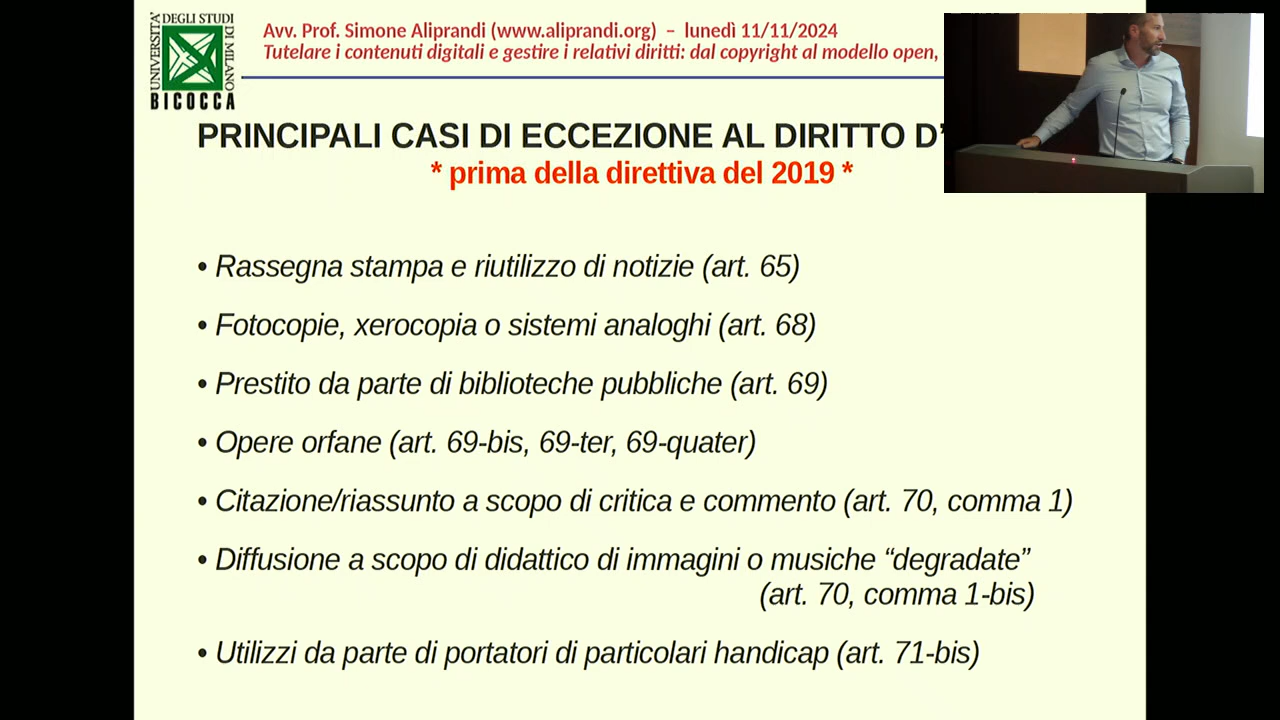 UNIVERSITA' DEGLI STUDI DI MILANO
BICOCCA
Avv. Prof. Simone Aliprandi (www.aliprandi.org) – lunedì 11/11/2024
Tutelare i contenuti digitali e gestire i relativi diritti: dal copyright al modello open,
PRINCIPALI CASI DI ECCEZIONE AL DIRITTO D'
* prima della direttiva del 2019 *
• Rassegna stampa e riutilizzo di notizie (art. 65)
• Fotocopie, xerocopia o sistemi analoghi (art. 68)
• Prestito da parte di biblioteche pubbliche (art. 69)
• Opere orfane (art. 69-bis, 69-ter, 69-quater)
• Citazione/riassunto a scopo di critica e commento (art. 70, comma 1)
• Diffusione a scopo di didattico di immagini o musiche “degradate”
(art. 70, comma 1-bis)
• Utilizzi da parte di portatori di particolari handicap (art. 71-bis)